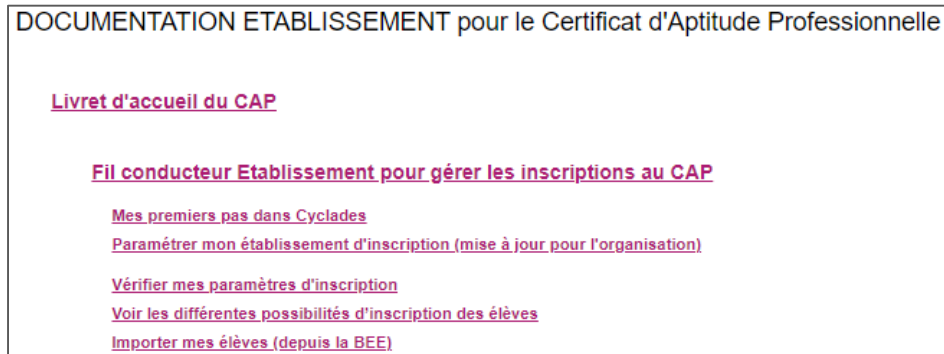 DOCUMENTATION ETABLISSEMENT pour le Certificat d'Aptitude Professionnelle
Livret d'accueil du CAP
Fil conducteur Etablissement pour gérer les inscriptions au CAP
Mes premiers pas dans Cyclades
Paramétrer mon établissement d'inscription (mise à jour pour l'organisation)
Vérifier mes paramètres d'inscription
Voir les différentes possibilités d’inscription des élèves
Importer mes élèves (depuis la BEE)